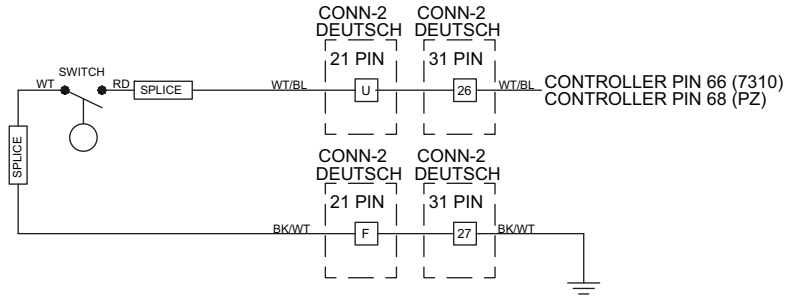 CONN-2
DEUTSCH
CONN-2
DEUTSCH
21 PIN
31 PIN
SWITCH
WT
RD
SPLICE
WT/BL
U
26
WT/BL
CONTROLLER PIN 66 (7310)
CONTROLLER PIN 68 (PZ)
SPLICE
CONN-2
DEUTSCH
CONN-2
DEUTSCH
21 PIN
31 PIN
BK/WT
F
27
BK/WT